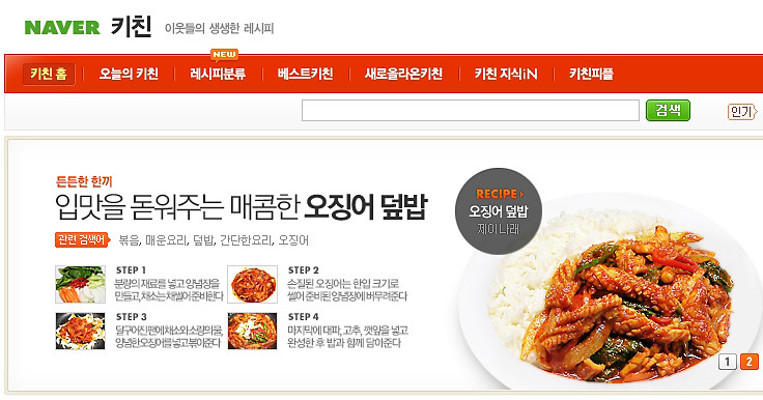 NAVER 키친 이웃들의 생생한 레시피
NEW
키친 홈 오늘의 키친 레시피분류 베스트키친 새로올라온키친 키친 지식iN 키친피플
검색 인기
든든한 한끼
입맛을 돋워주는 매콤한 오징어 덮밥
관련 검색어 볶음, 매운요리, 덮밥, 간단한요리, 오징어
RECIPE
오징어 덮밥
제이나래
STEP 1
분량의 재료를 넣고 양념장을
만들고, 채소는 채썰어 준비한다
STEP 2
손질된 오징어는 한입 크기로
썰어 준비된 양념장에 버무려준다
STEP 3
달구어진 팬에 채소와 소량의 물,
양념한 오징어를 넣고 볶아준다
STEP 4
마지막에 대파, 고추, 깻잎을 넣고
완성한 후 밥과 함께 담아준다
1 2